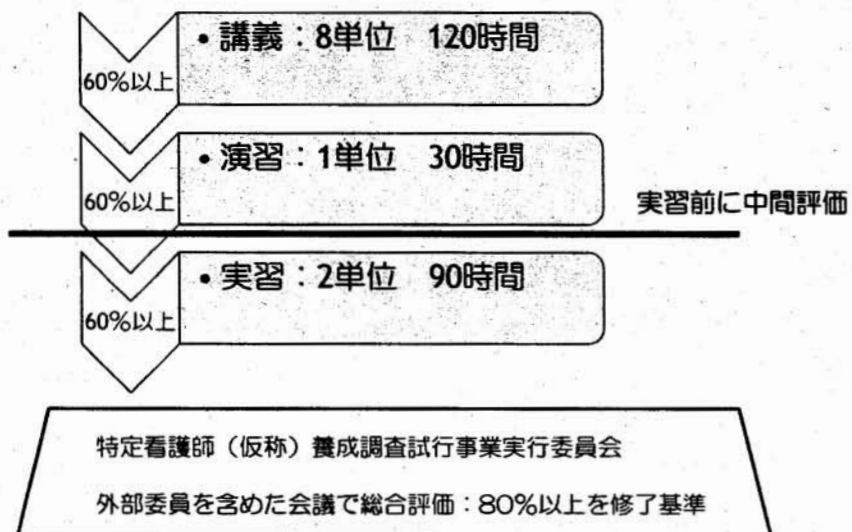 ・講義：8単位　120時間
60%以上
・演習：1単位　30時間
60%以上
実習前に中間評価
・実習：2単位　90時間
60%以上
特定看護師（仮称）養成調査試行事業実行委員会
外部委員を含めた会議で総合評価：80%以上を修了基準